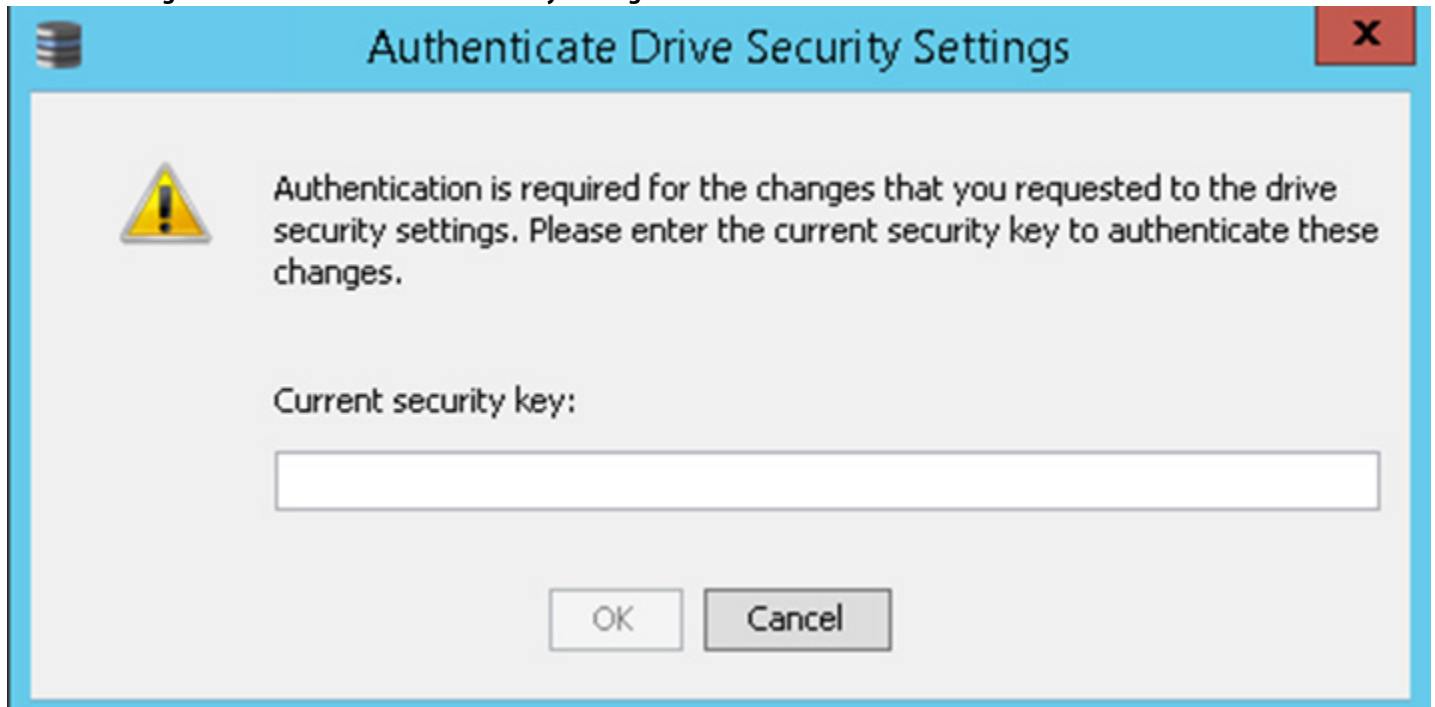 Authenticate Drive Security Settings
x
Authentication is required for the changes that you requested to the drive
security settings. Please enter the current security key to authenticate these
changes.
Current security key:
OK
Cancel